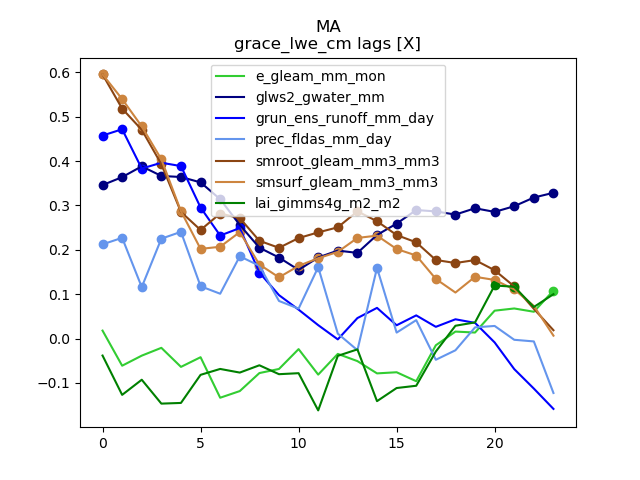 MA
grace_lwe_cm lags [X]
0.6
0.5
0.4
0.3
0.2
0.1
0.0
−0.1
e_gleam_mm_mon
glws2_gwater_mm
grun_ens_runoff_mm_day
prec_fldas_mm_day
smroot_gleam_mm3_mm3
smsurf_gleam_mm3_mm3
lai_gimms4g_m2_m2
0 5 10 15 20